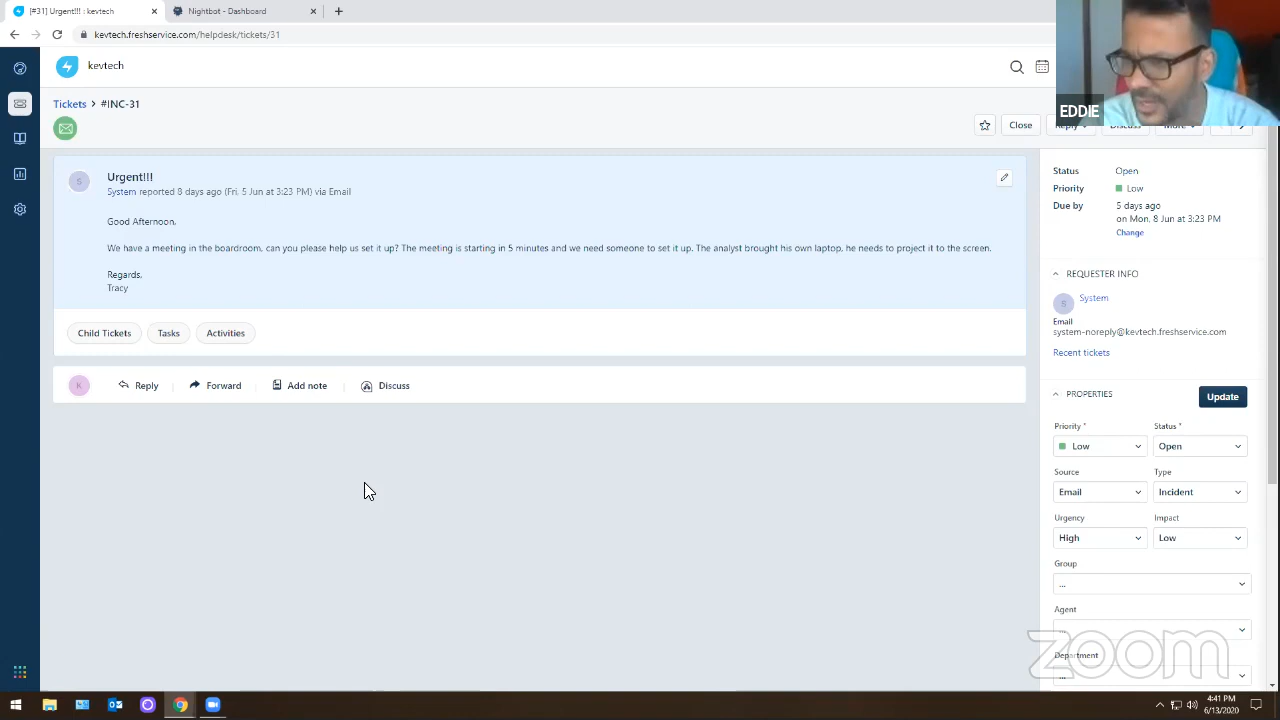 [#31] Urgent!!! : kevtech
Nightbot - Dashboard
kevtech.freshservice.com/helpdesk/tickets/31
kevtech
EDDIE
Tickets > #INC-31
Close
Reply
Discuss
More
Urgent!!!
S
System reported 8 days ago (Fri, 5 Jun at 3:23 PM) via Email
Good Afternoon,
We have a meeting in the boardroom, can you please help us set it up? The meeting is starting in 5 minutes and we need someone to set it up. The analyst brought his own laptop, he needs to project it to the screen.
Regards,
Tracy
Child Tickets
Tasks
Activities
K
Reply
Forward
Add note
Discuss
Status Open
Priority Low
Due by 5 days ago
on Mon, 8 Jun at 3:23 PM
Change
REQUESTER INFO
S
System
Email
system-noreply@kevtech.freshservice.com
Recent tickets
PROPERTIES
Update
Priority * Status *
Low Open
Source Type
Email Incident
Urgency Impact
High Low
Group
...
Agent
...
Department
...
zoom
4:41 PM
6/13/2020